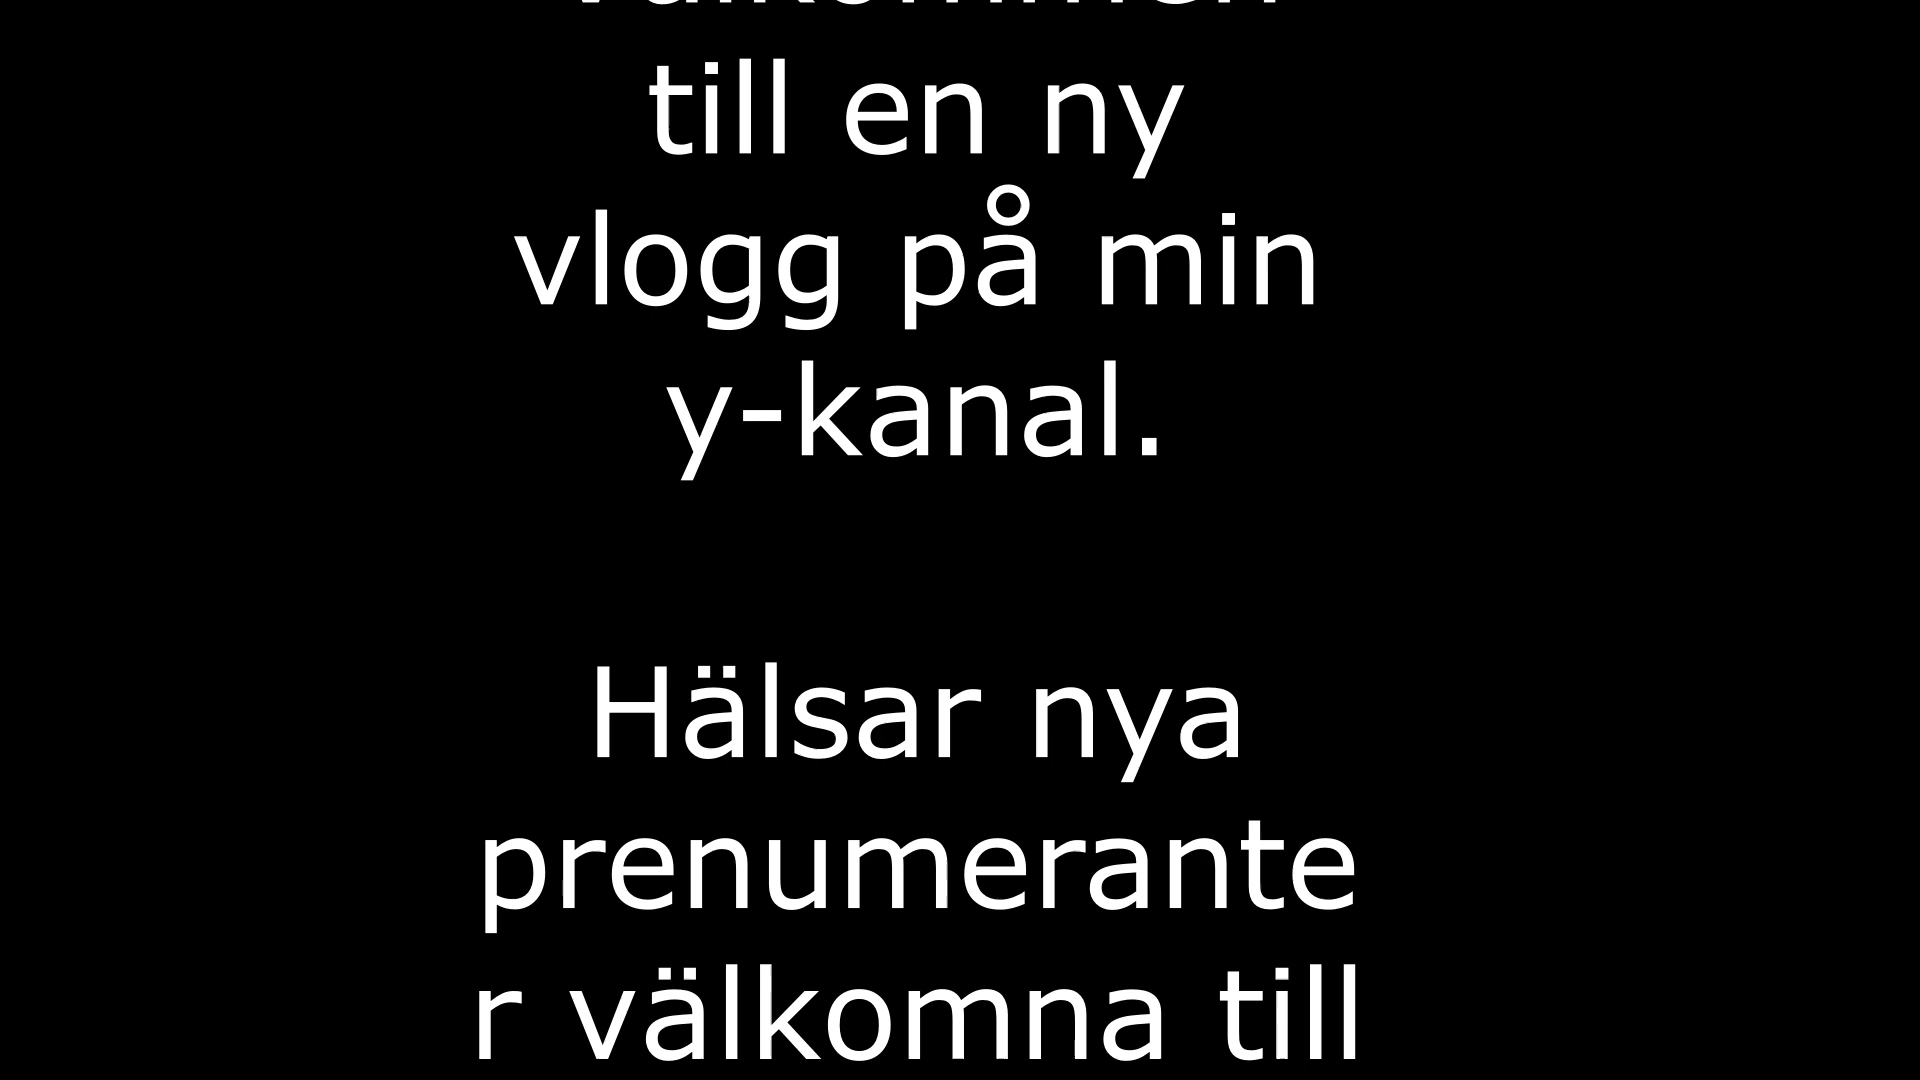 till en ny
vlogg på min
y-kanal.
Hälsar nya
prenumerante
r välkomna till